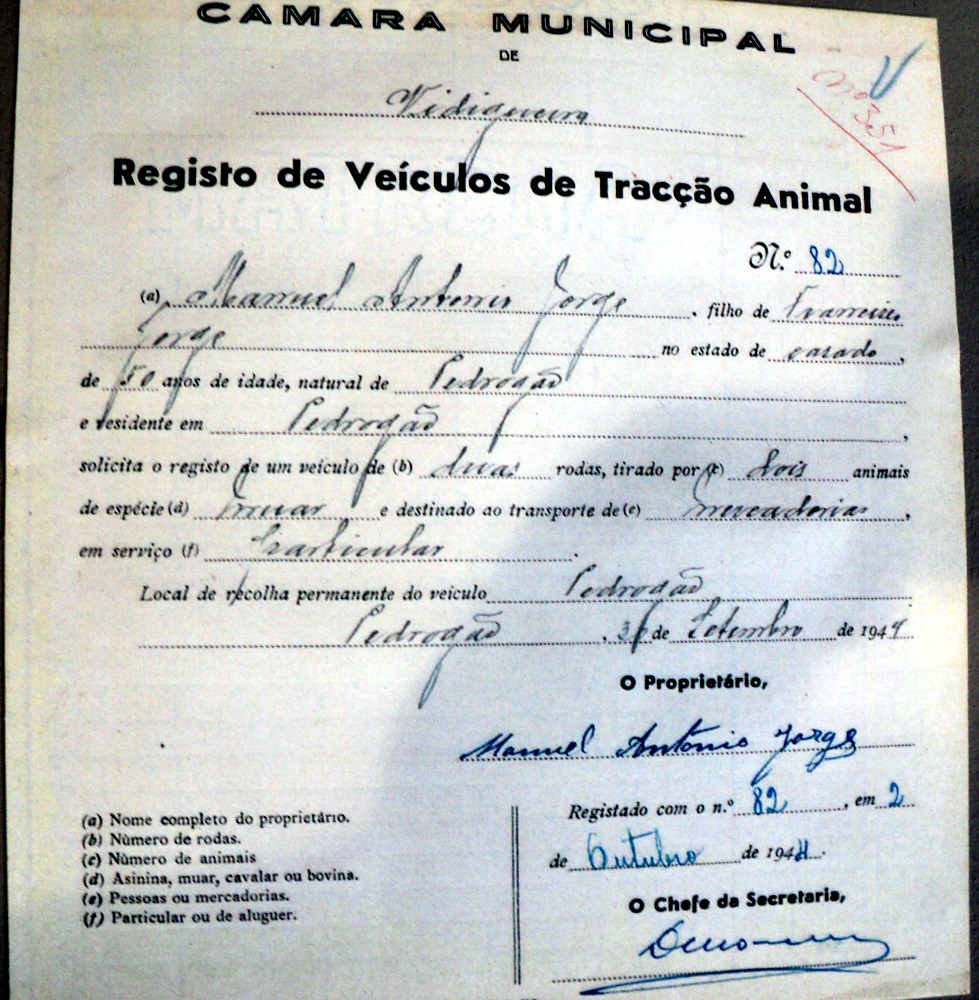 CAMARA MUNICIPAL
DE
Vidigueira
Nº 351
Registo de Veículos de Tracção Animal
N.º 82
(a) Manuel Antonio Jorge, filho de Francisco
Jorge no estado de casado,
de 50 anos de idade, natural de Pedrogão
e residente em Pedrogão,
solicita o registo de um veículo de (b) duas rodas, tirado por (c) dois animais
de espécie (d) muar, e destinado ao transporte de (e) mercadorias,
em serviço (f) Particular.
Local de recolha permanente do veículo Pedrogão
Pedrogão, 30 de Setembro de 1944
O Proprietário,
Manuel António Jorge
Registado com o n.º 82, em 2
de Outubro de 1944.
O Chefe da Secretaria,
(a) Nome completo do proprietário.
(b) Número de rodas.
(c) Número de animais
(d) Asinina, muar, cavalar ou bovina.
(e) Pessoas ou mercadorias.
(f) Particular ou de aluguer.